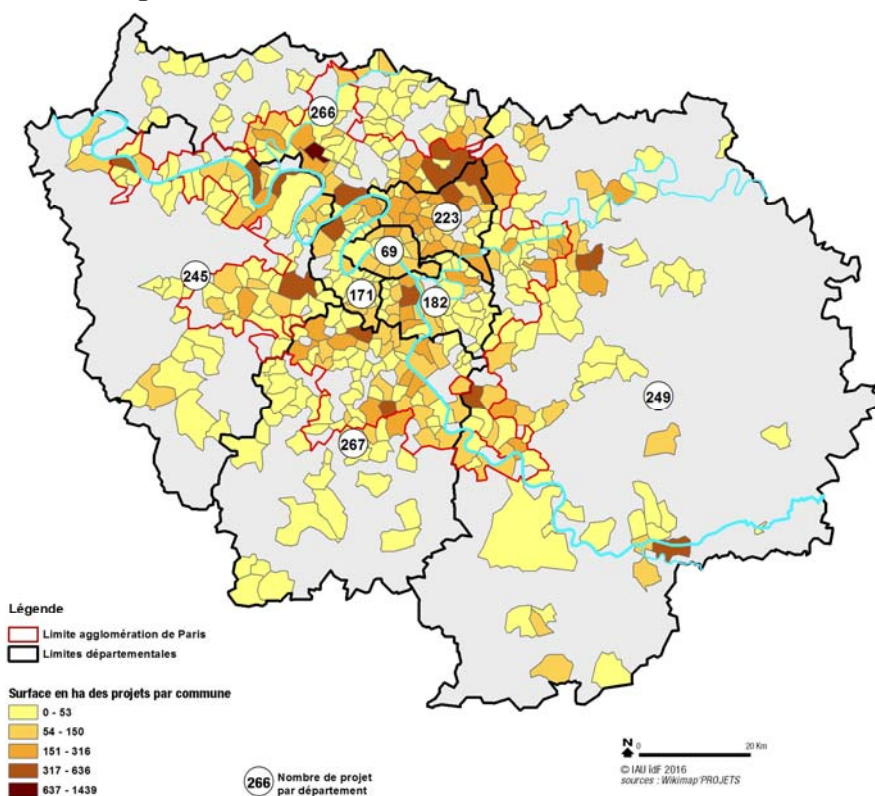 266
223
69
245
171
182
249
267
Légende
Limite agglomération de Paris
Limites départementales
Surface en ha des projets par commune
0 - 53
54 - 150
151 - 316
317 - 636
637 - 1439
266 Nombre de projet
par département
N 0 20 Km
© IAU îdF 2016
sources : Wikimap'PROJETS